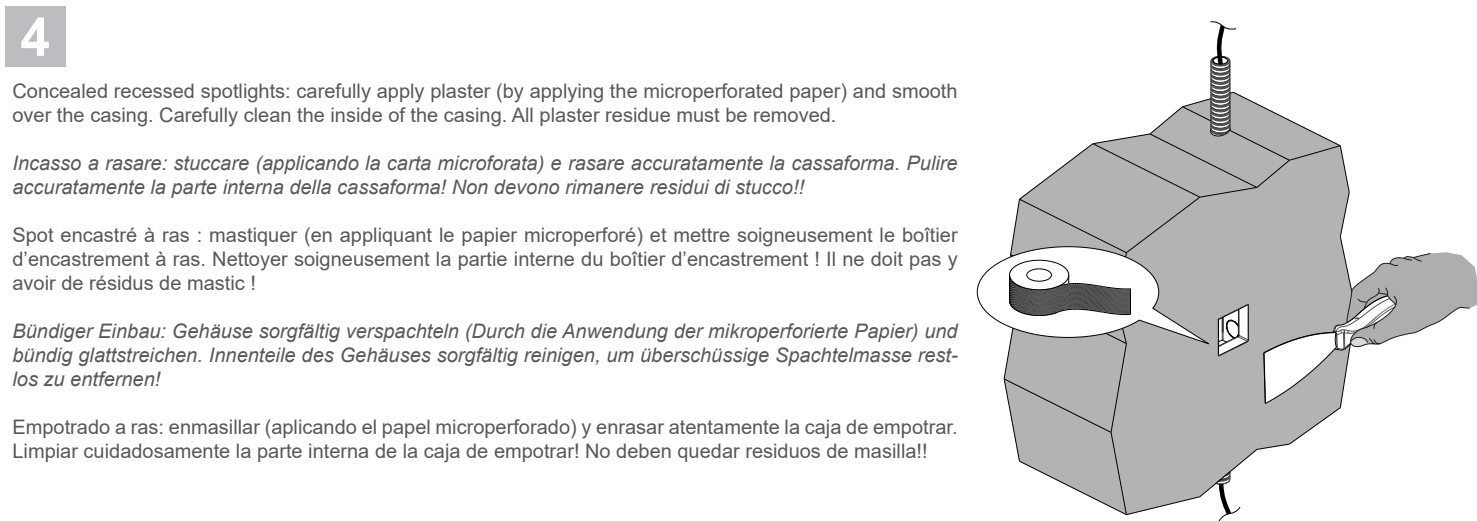 4
Concealed recessed spotlights: carefully apply plaster (by applying the microperforated paper) and smooth
over the casing. Carefully clean the inside of the casing. All plaster residue must be removed.
Incasso a rasare: stuccare (applicando la carta microforata) e rasare accuratamente la cassaforma. Pulire
accuratamente la parte interna della cassaforma! Non devono rimanere residui di stucco!!
Spot encastré à ras : mastiquer (en appliquant le papier microperforé) et mettre soigneusement le boîtier
d’encastrement à ras. Nettoyer soigneusement la partie interne du boîtier d’encastrement ! Il ne doit pas y
avoir de résidus de mastic !
Bündiger Einbau: Gehäuse sorgfältig verspachteln (Durch die Anwendung der mikroperforierte Papier) und
bündig glattstreichen. Innenteile des Gehäuses sorgfältig reinigen, um überschüssige Spachtelmasse rest-
los zu entfernen!
Empotrado a ras: enmasillar (aplicando el papel microperforado) y enrasar atentamente la caja de empotrar.
Limpiar cuidadosamente la parte interna de la caja de empotrar! No deben quedar residuos de masilla!!